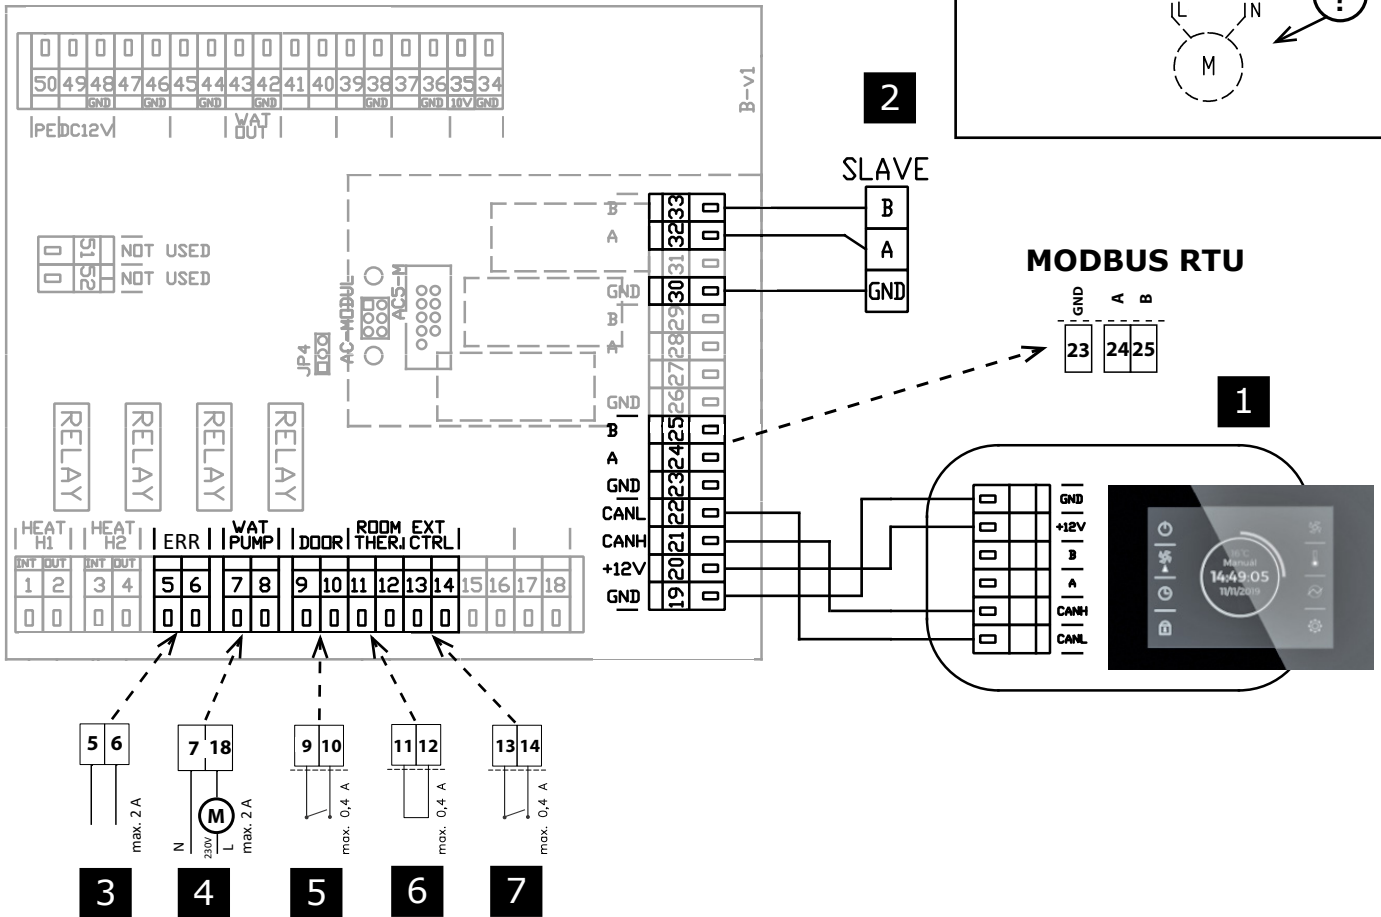 L N
!
M
50 49 48 47 46 45 44 43 42 41 40 39 38 37 36 35 34
GND GND GND GND GND GND 10V GND
PE DC12V WAT OUT
B-v1
2
SLAVE
B
A
GND
51 NOT USED
52 NOT USED
AC-MODUL
AC5-M
JP4
B 33
A 32
31
GND 30
B 29
A 28
27
GND 26
B 25
A 24
GND 23
CANL 22
CANH 21
+12V 20
GND 19
MODBUS RTU
GND A B
23 24 25
1
GND
+12V
B
A
CANH
CANL
16°C
Manual
14:49:05
11/11/2019
RELAY RELAY RELAY RELAY
HEAT H1 HEAT H2 ERR WAT PUMP DOOR ROOM THER. EXT CTRL
INT OUT INT OUT
1 2 3 4 5 6 7 8 9 10 11 12 13 14 15 16 17 18
5 6
max. 2 A
3
7 18
M
N 230V L
max. 2 A
4
9 10
max. 0,4 A
5
11 12
max. 0,4 A
6
13 14
max. 0,4 A
7